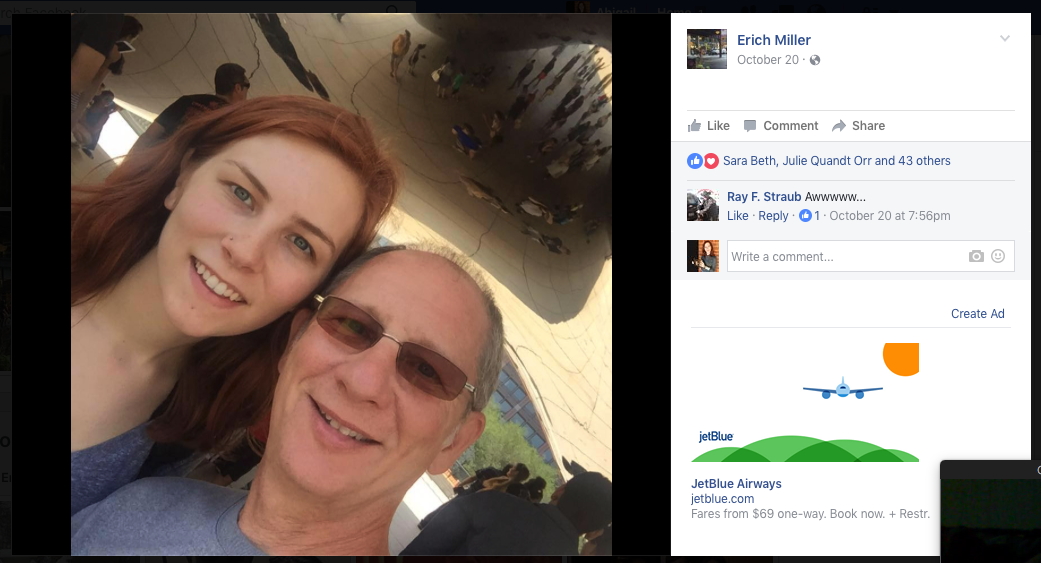 Abigail
Home
Erich Miller
October 20 ·
Like
Comment
Share
Sara Beth, Julie Quandt Orr and 43 others
Ray F. Straub Awwwww...
Like · Reply · 1 · October 20 at 7:56pm
Write a comment...
Create Ad
jetBlue
JetBlue Airways
jetblue.com
Fares from $69 one-way. Book now. + Restr.